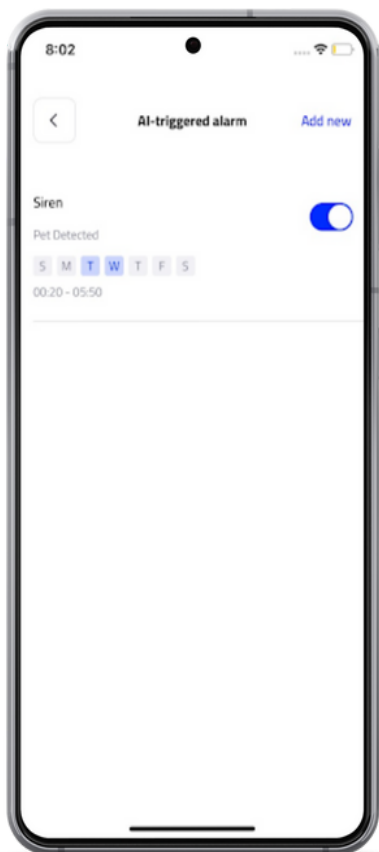 8:02
AI-triggered alarm
Add new
Siren
Pet Detected
S M T W T F S
00:20 - 05:50